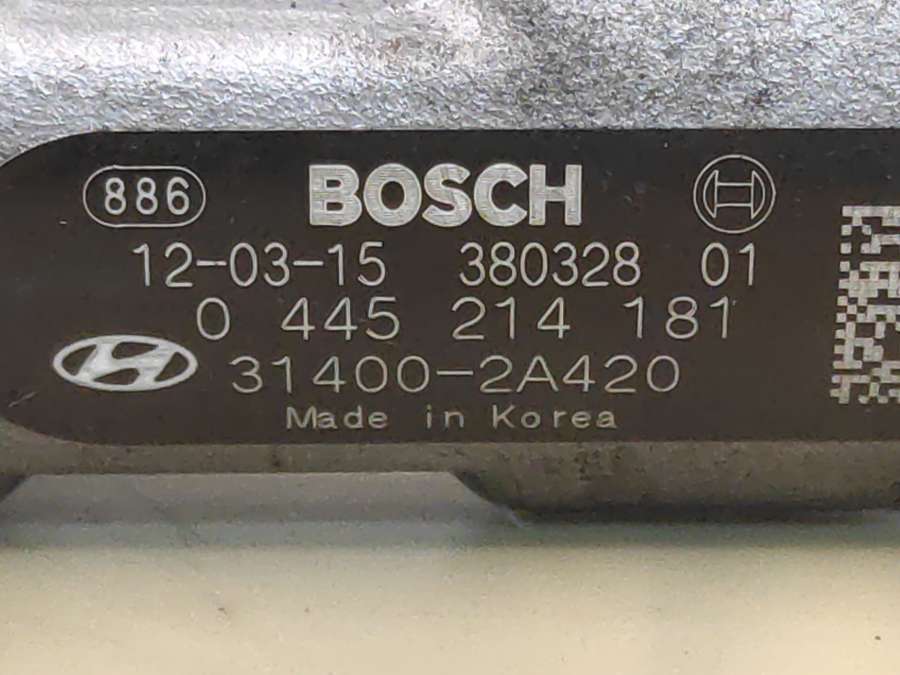 886 BOSCH
12-03-15 380328 01
0 445 214 181
31400-2A420
Made in Korea